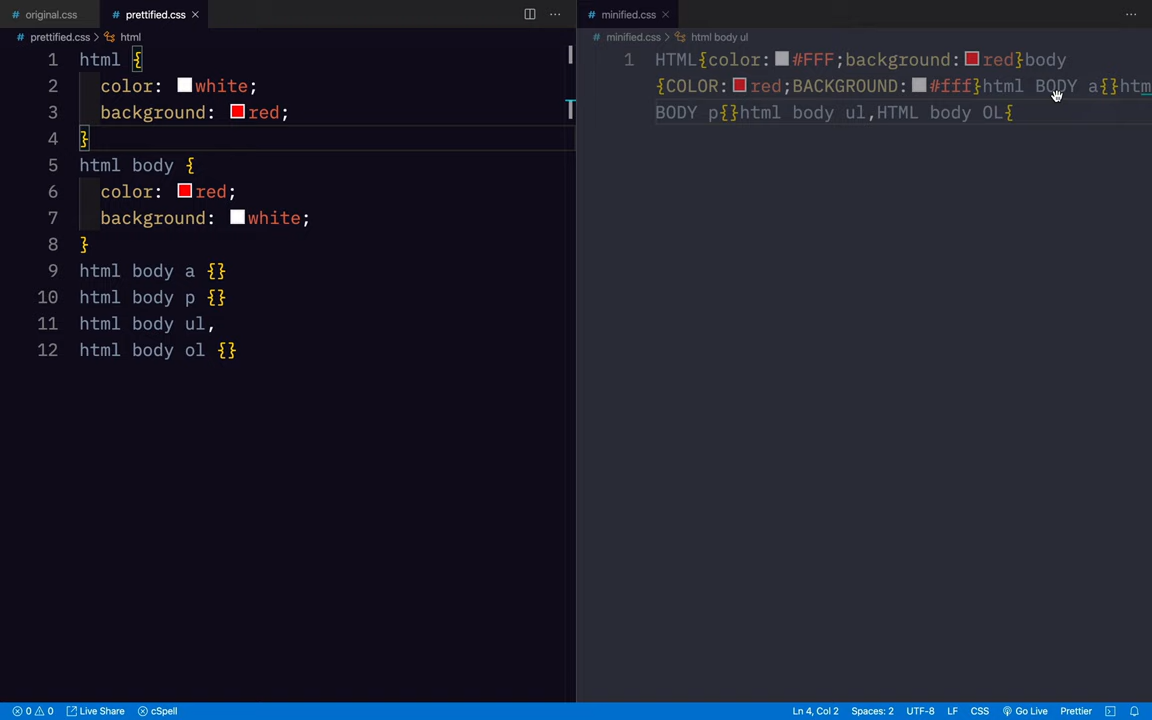 original.css
prettified.css
minified.css
prettified.css > html
minified.css > html body ul
1 html {
2 color: white;
3 background: red;
4 }
5 html body {
6 color: red;
7 background: white;
8 }
9 html body a {}
10 html body p {}
11 html body ul,
12 html body ol {}
1 HTML{color:#FFF;background:red}body
{COLOR:red;BACKGROUND:#fff}html BODY a{}htm
BODY p{}html body ul,HTML body OL{
0 0 Live Share cSpell Ln 4, Col 2 Spaces: 2 UTF-8 LF CSS Go Live Prettier